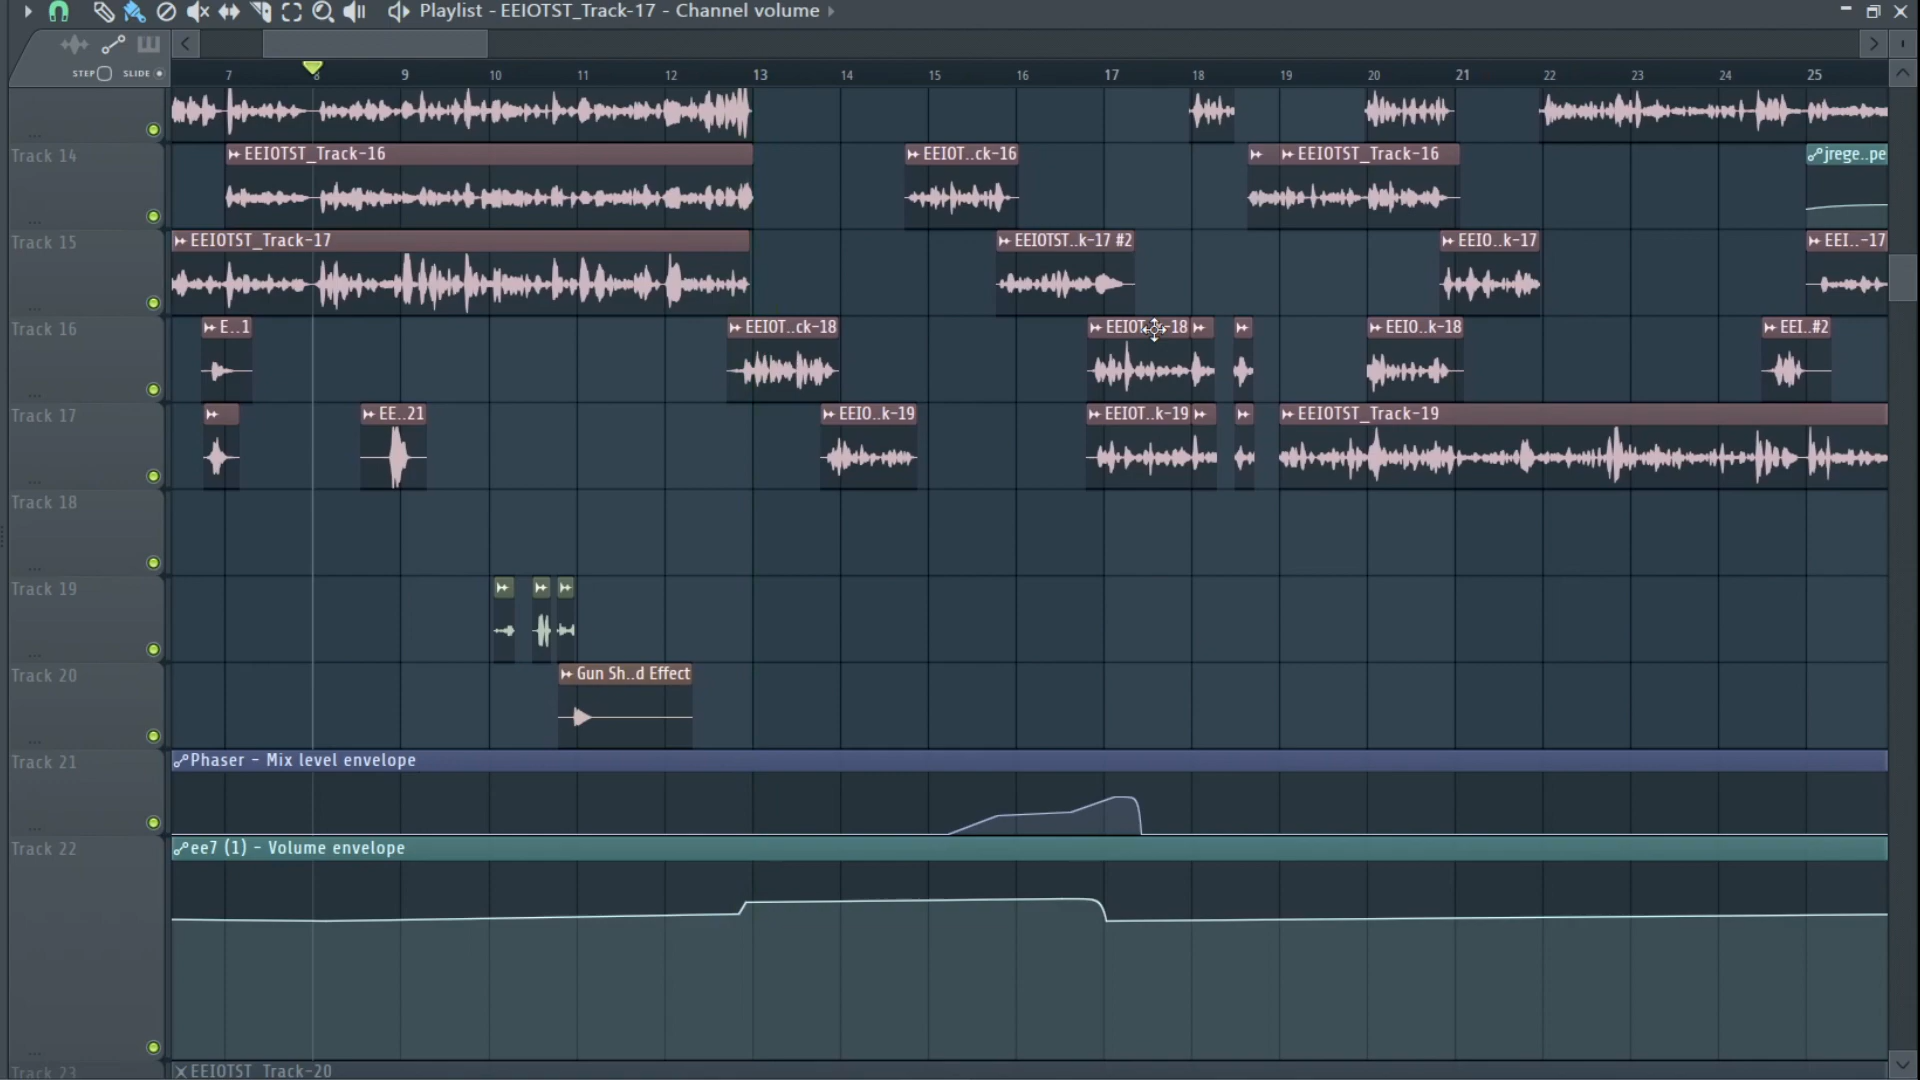 Playlist - EEIOTST_Track-17 - Channel volume
STEP SLIDE
7 8 9 10 11 12 13 14 15 16 17 18 19 20 21 22 23 24 25
Track 14
EEIOTST_Track-16 EEIOT..ck-16 EEIOTST_Track-16 jrege..pe
Track 15
EEIOTST_Track-17 EEIOTST..k-17 #2 EEIO..k-17 EEI..-17
Track 16
E..1 EEIOT..ck-18 EEIO..k-18 EEI..#2
Track 17
EE..21 EEIO..k-19 EEIOT..k-19 EEIOTST_Track-19
Track 18
Track 19
Track 20
Gun Sh..d Effect
Track 21
Phaser - Mix level envelope
Track 22
ee7 (1) - Volume envelope
Track 23
EEIOTST_Track-20